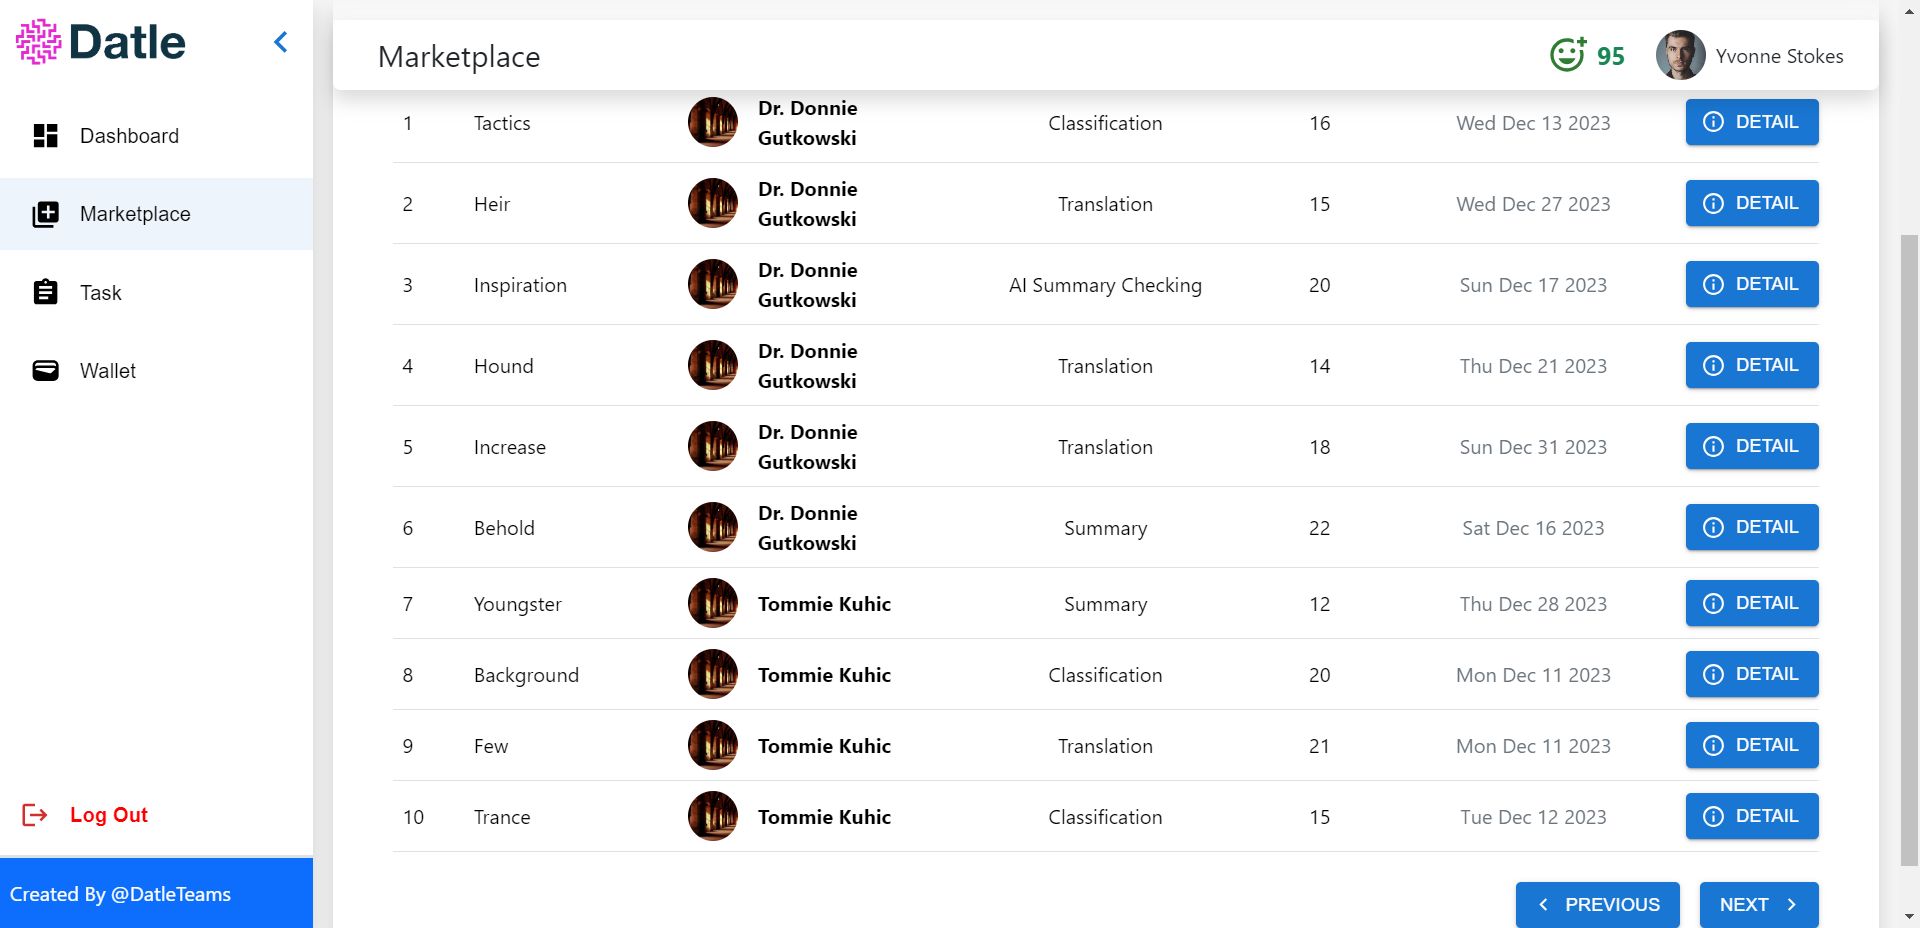 Datle
Dashboard
Marketplace
Task
Wallet
Log Out
Created By @DatleTeams
Marketplace
95
Yvonne Stokes
1 Tactics Dr. Donnie Gutkowski Classification 16 Wed Dec 13 2023 DETAIL
2 Heir Dr. Donnie Gutkowski Translation 15 Wed Dec 27 2023 DETAIL
3 Inspiration Dr. Donnie Gutkowski AI Summary Checking 20 Sun Dec 17 2023 DETAIL
4 Hound Dr. Donnie Gutkowski Translation 14 Thu Dec 21 2023 DETAIL
5 Increase Dr. Donnie Gutkowski Translation 18 Sun Dec 31 2023 DETAIL
6 Behold Dr. Donnie Gutkowski Summary 22 Sat Dec 16 2023 DETAIL
7 Youngster Tommie Kuhic Summary 12 Thu Dec 28 2023 DETAIL
8 Background Tommie Kuhic Classification 20 Mon Dec 11 2023 DETAIL
9 Few Tommie Kuhic Translation 21 Mon Dec 11 2023 DETAIL
10 Trance Tommie Kuhic Classification 15 Tue Dec 12 2023 DETAIL
PREVIOUS NEXT